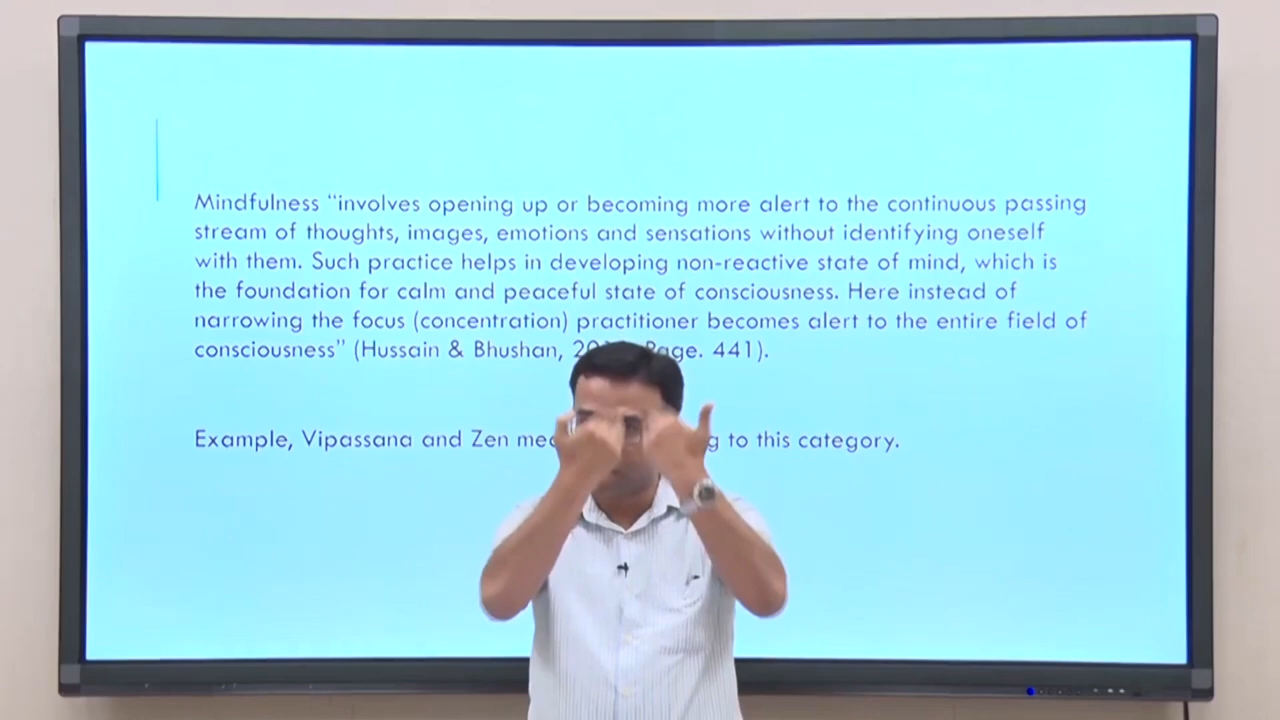 Mindfulness “involves opening up or becoming more alert to the continuous passing
stream of thoughts, images, emotions and sensations without identifying oneself
with them. Such practice helps in developing non-reactive state of mind, which is
the foundation for calm and peaceful state of consciousness. Here instead of
narrowing the focus (concentration) practitioner becomes alert to the entire field of
consciousness” (Hussain & Bhushan, 441).
Example, Vipassana and Zen to this category.